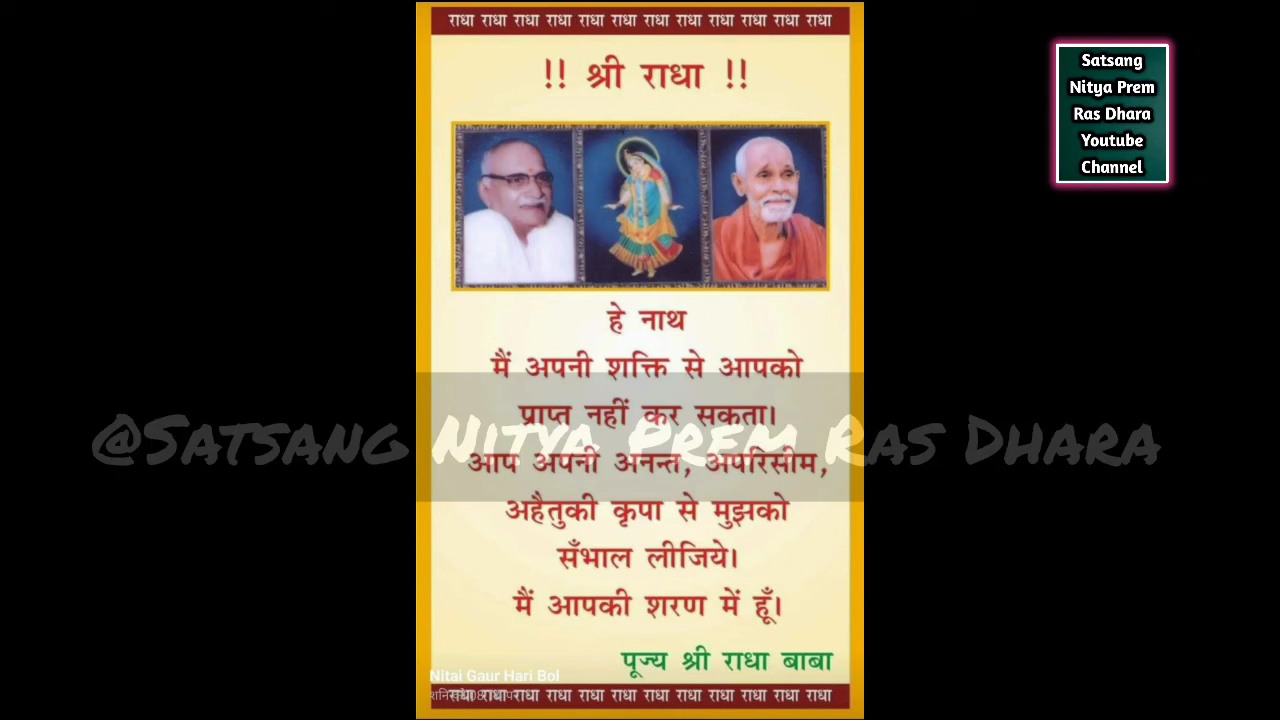 राधा राधा राधा राधा राधा राधा राधा राधा राधा राधा राधा राधा
!! श्री राधा !!
Satsang
Nitya Prem
Ras Dhara
Youtube
Channel
हे नाथ
मैं अपनी शक्ति से आपको
प्राप्त नहीं कर सकता।
@Satsang Nitya Prem Ras Dhara
आप अपनी अनन्त, अपरिसीम,
अहैतुकी कृपा से मुझको
सँभाल लीजिये।
मैं आपकी शरण में हूँ।
पूज्य श्री राधा बाबा
Nitai Gaur Hari Bol
राधा राधा राधा राधा राधा राधा राधा राधा राधा राधा राधा राधा